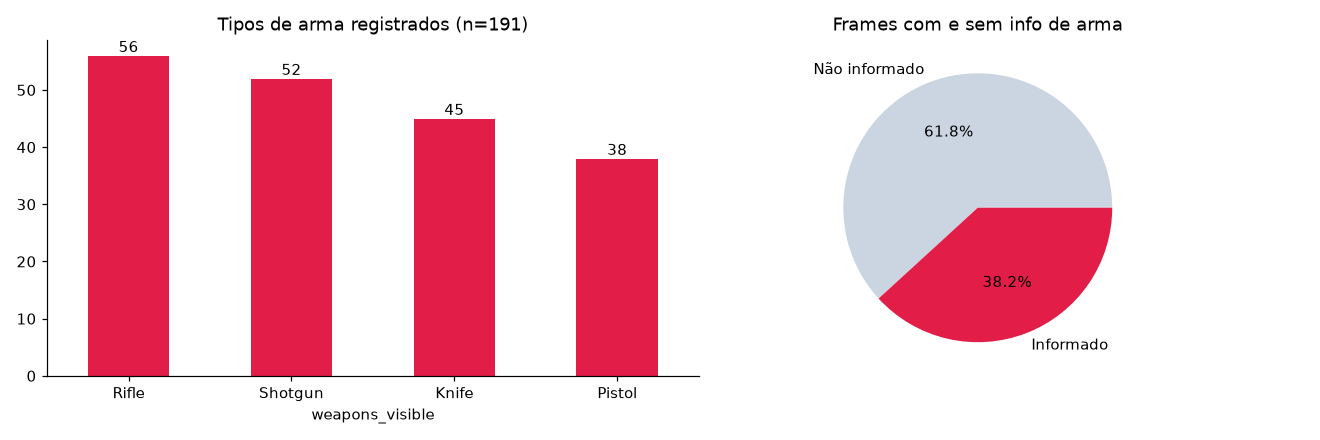 Tipos de arma registrados (n=191)
56
52
45
38
50
40
30
20
10
0
Rifle
Shotgun
Knife
Pistol
weapons_visible
Frames com e sem info de arma
Não informado
61.8%
38.2%
Informado